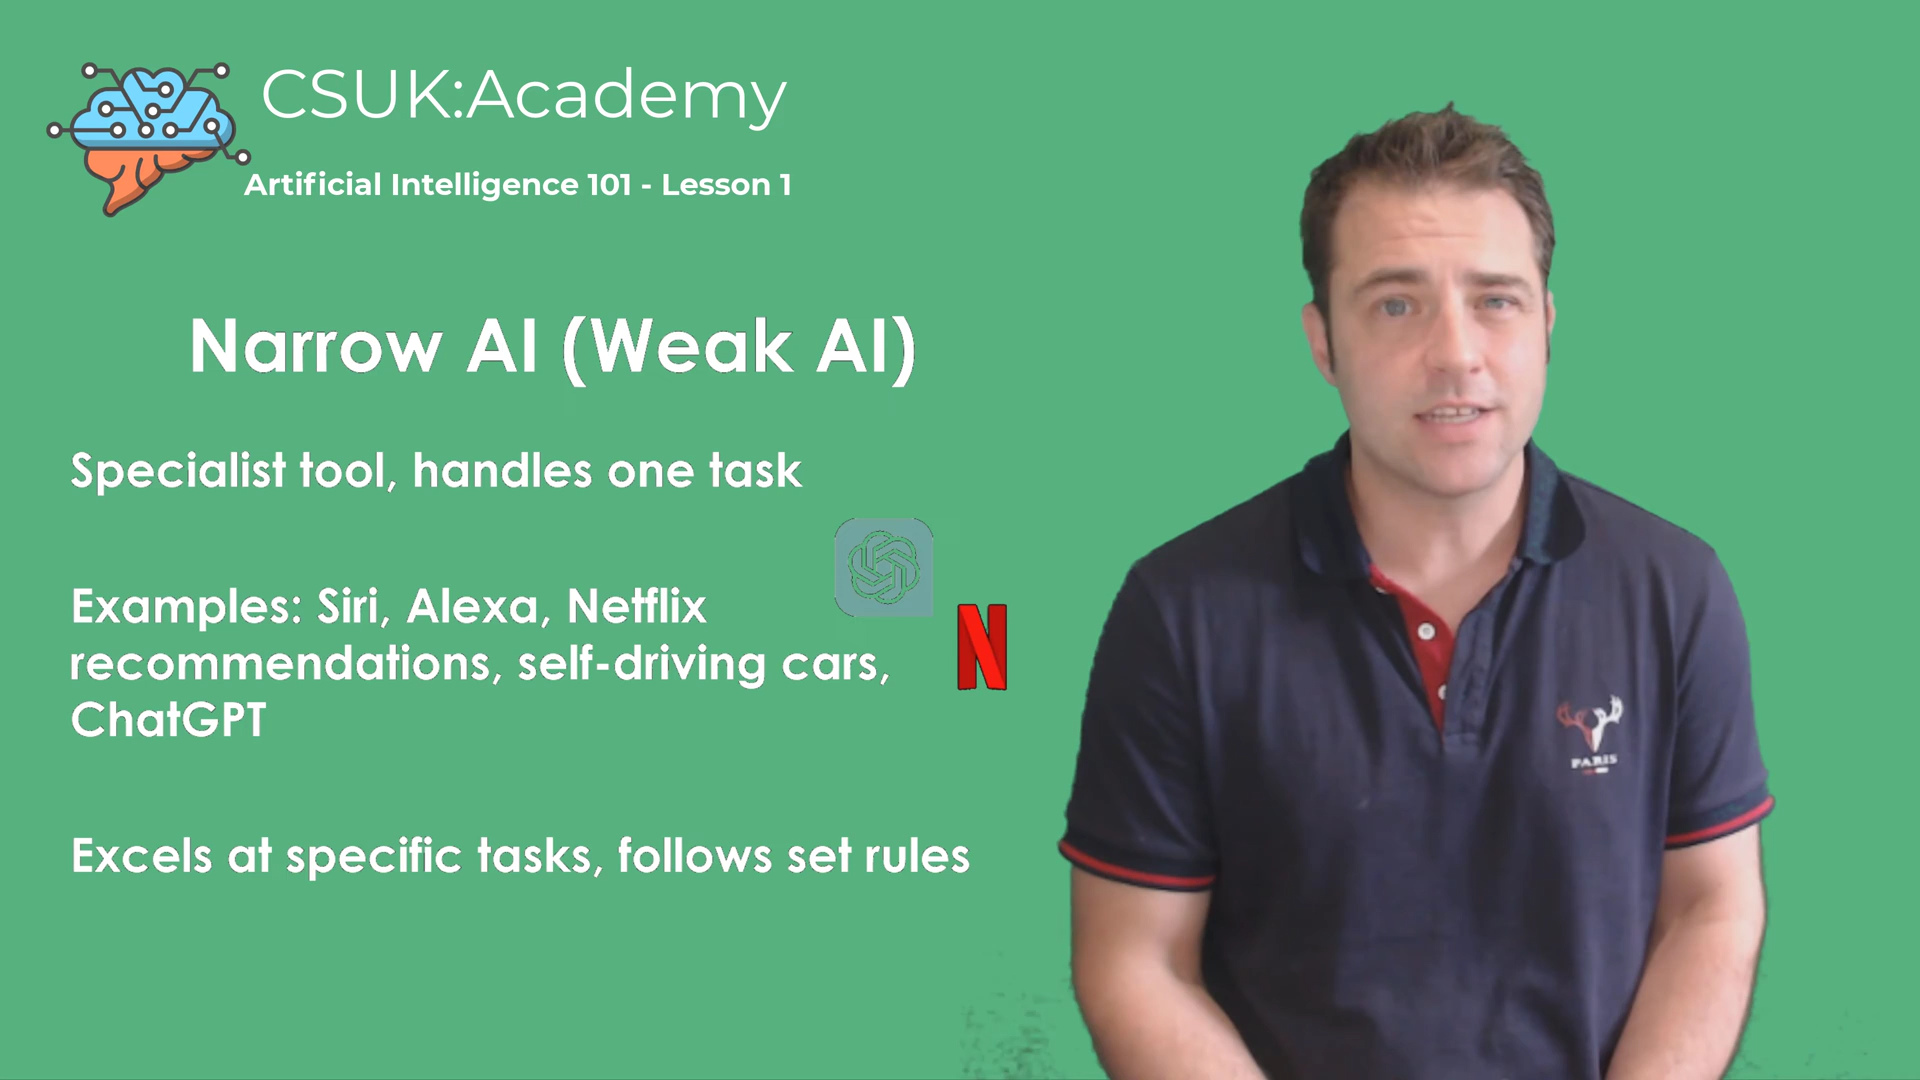 CSUK:Academy
Artificial Intelligence 101 - Lesson 1
Narrow AI (Weak AI)
Specialist tool, handles one task
Examples: Siri, Alexa, Netflix
recommendations, self-driving cars,
ChatGPT
N
Excels at specific tasks, follows set rules
PARIS